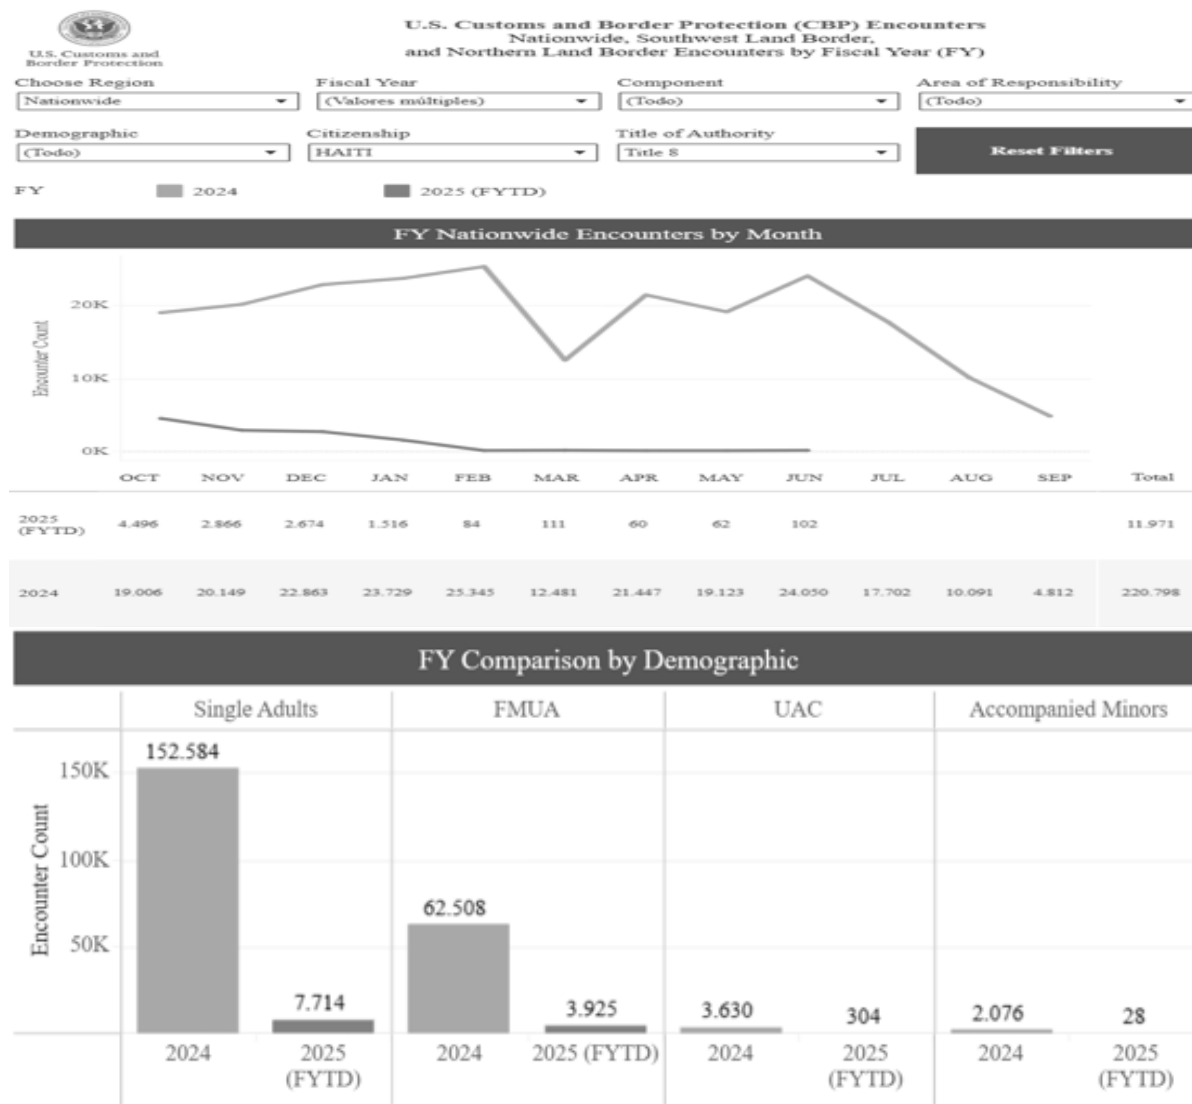 U.S. Customs and
Border Protection
U.S. Customs and Border Protection (CBP) Encounters
Nationwide, Southwest Land Border,
and Northern Land Border Encounters by Fiscal Year (FY)
Choose Region Fiscal Year Component Area of Responsibility
Nationwide (Valores múltiples) (Todo) (Todo)
Demographic Citizenship Title of Authority
(Todo) HAITI Title 8 Reset Filters
FY 2024 2025 (FYTD)
FY Nationwide Encounters by Month
Encounter Count
20K
10K
0K
OCT NOV DEC JAN FEB MAR APR MAY JUN JUL AUG SEP Total
2025
(FYTD) 4.496 2.866 2.674 1.516 84 111 60 62 102 11.971
2024 19.006 20.149 22.863 23.729 25.345 12.481 21.447 19.123 24.050 17.702 10.091 4.812 220.798
FY Comparison by Demographic
Single Adults FMUA UAC Accompanied Minors
Encounter Count
150K
100K
50K
152.584 7.714 62.508 3.925 3.630 304 2.076 28
2024 2025 2024 2025 (FYTD) 2024 2025 2024 2025
(FYTD) (FYTD) (FYTD)